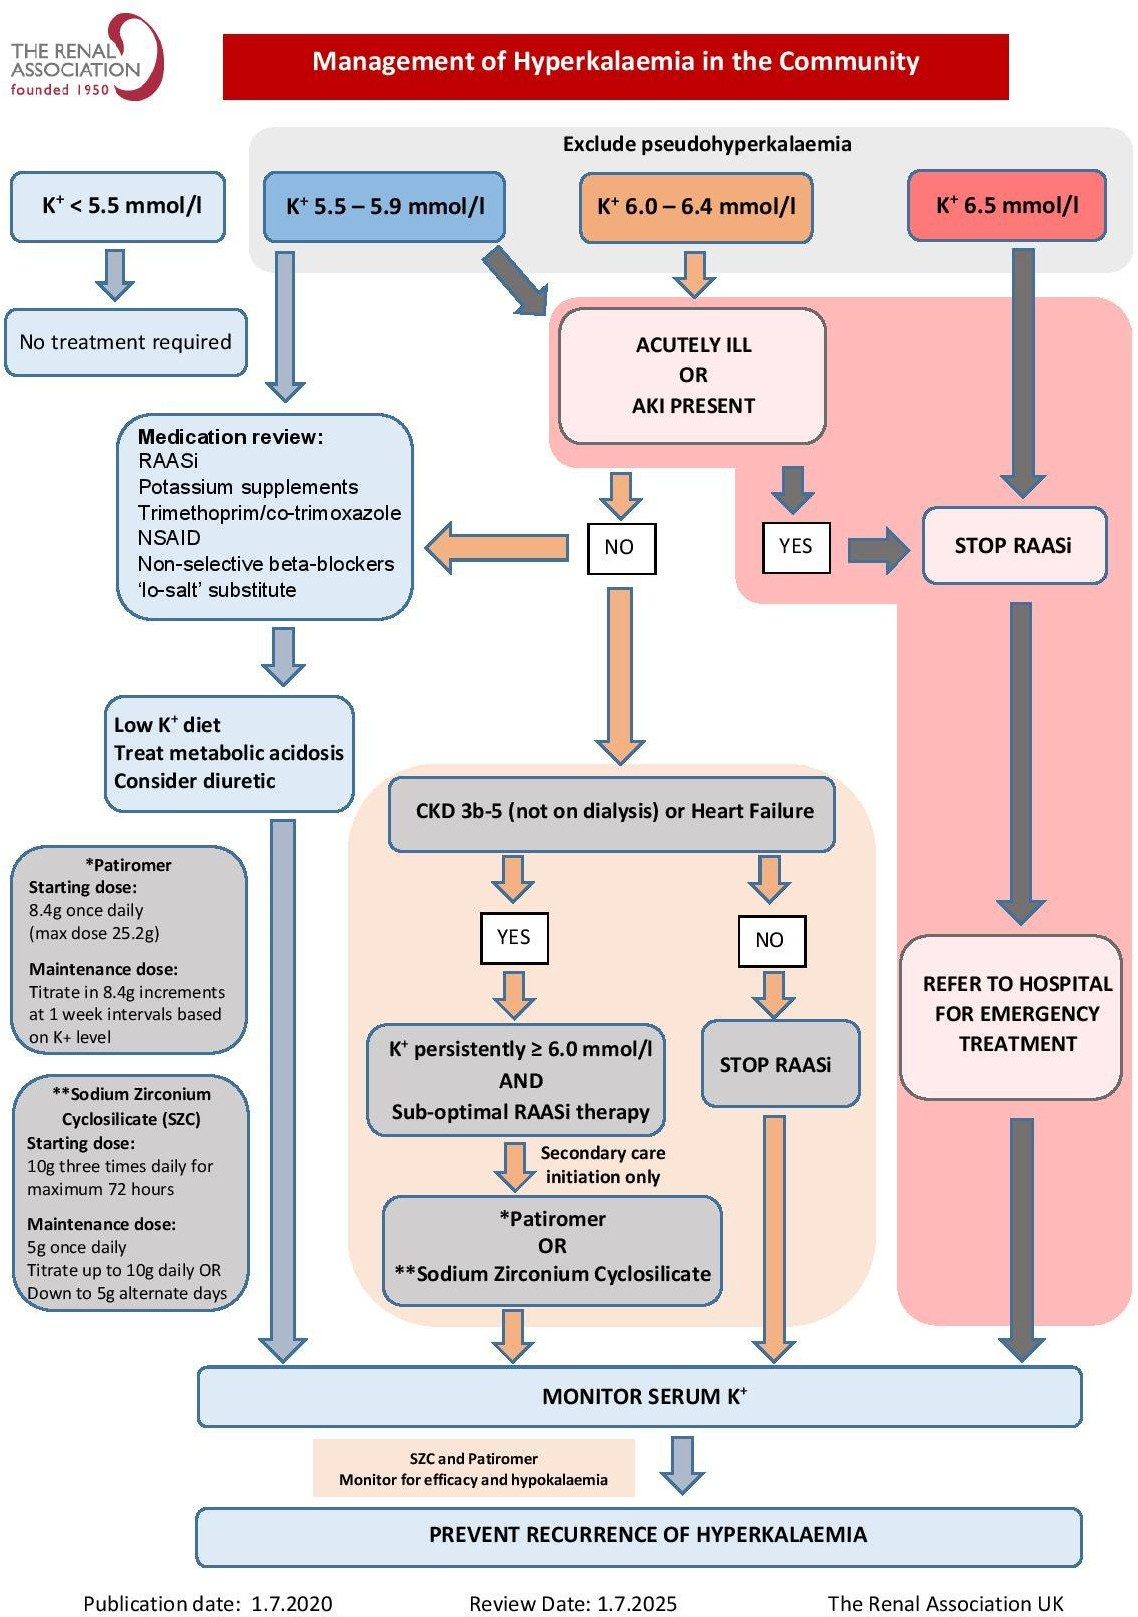 THE RENAL
ASSOCIATION
founded 1950
Management of Hyperkalaemia in the Community
Exclude pseudohyperkalaemia
K⁺ < 5.5 mmol/l
K⁺ 5.5 – 5.9 mmol/l
K⁺ 6.0 – 6.4 mmol/l
K⁺ 6.5 mmol/l
No treatment required
ACUTELY ILL
OR
AKI PRESENT
Medication review:
RAASi
Potassium supplements
Trimethoprim/co-trimoxazole
NSAID
Non-selective beta-blockers
‘lo-salt’ substitute
NO
YES
STOP RAASi
Low K⁺ diet
Treat metabolic acidosis
Consider diuretic
CKD 3b-5 (not on dialysis) or Heart Failure
YES
NO
K⁺ persistently ≥ 6.0 mmol/l
AND
Sub-optimal RAASi therapy
STOP RAASi
REFER TO HOSPITAL
FOR EMERGENCY
TREATMENT
Secondary care
initiation only
*Patiromer
OR
**Sodium Zirconium Cyclosilicate
*Patiromer
Starting dose:
8.4g once daily
(max dose 25.2g)
Maintenance dose:
Titrate in 8.4g increments
at 1 week intervals based
on K+ level
**Sodium Zirconium
Cyclosilicate (SZC)
Starting dose:
10g three times daily for
maximum 72 hours
Maintenance dose:
5g once daily
Titrate up to 10g daily OR
Down to 5g alternate days
MONITOR SERUM K⁺
SZC and Patiromer
Monitor for efficacy and hypokalaemia
PREVENT RECURRENCE OF HYPERKALAEMIA
Publication date: 1.7.2020
Review Date: 1.7.2025
The Renal Association UK